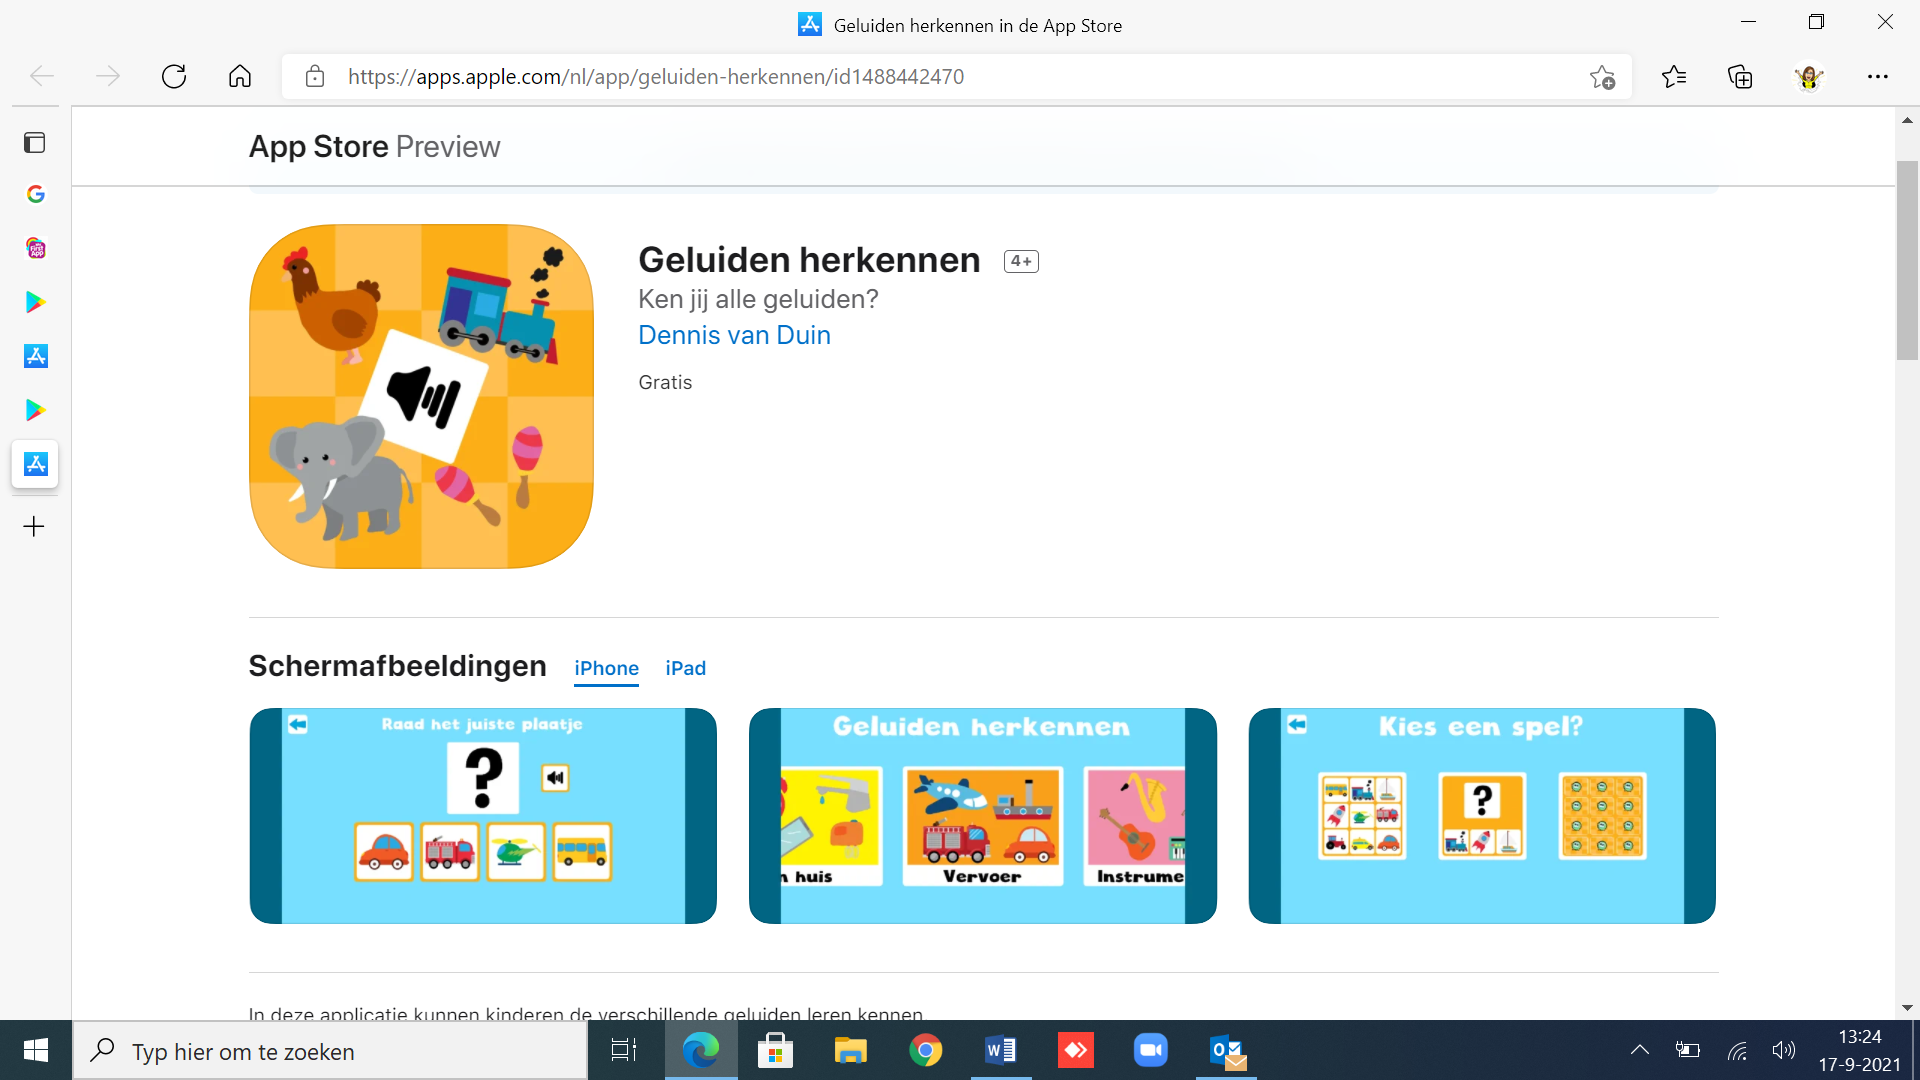 Geluiden herkennen in de App Store
https://apps.apple.com/nl/app/geluiden-herkennen/id1488442470
App Store Preview
Geluiden herkennen 4+
Ken jij alle geluiden?
Dennis van Duin
Gratis
Schermafbeeldingen iPhone iPad
Raad het juiste plaatje
?
Geluiden herkennen
n huis
Vervoer
Instrume
Kies een spel?
?
In deze applicatie kunnen kinderen de verschillende geluiden leren kennen
Typ hier om te zoeken
13:24
17-9-2021